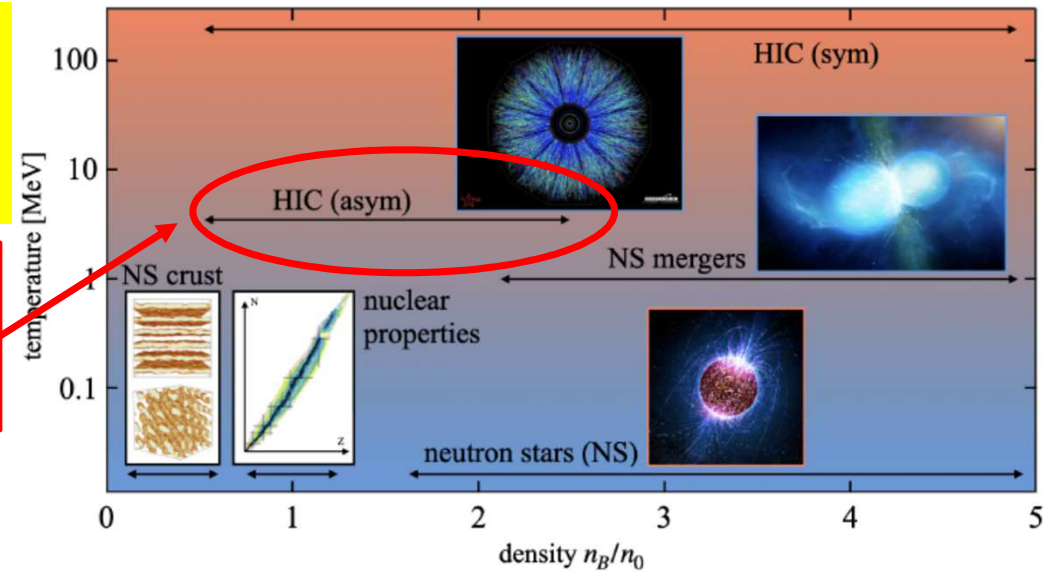 HIC (sym)
100
10
1
0.1
temperature [MeV]
HIC (asym)
NS mergers
NS crust
N
Z
nuclear
properties
neutron stars (NS)
0
1
2
3
4
5
density n_B/n_0